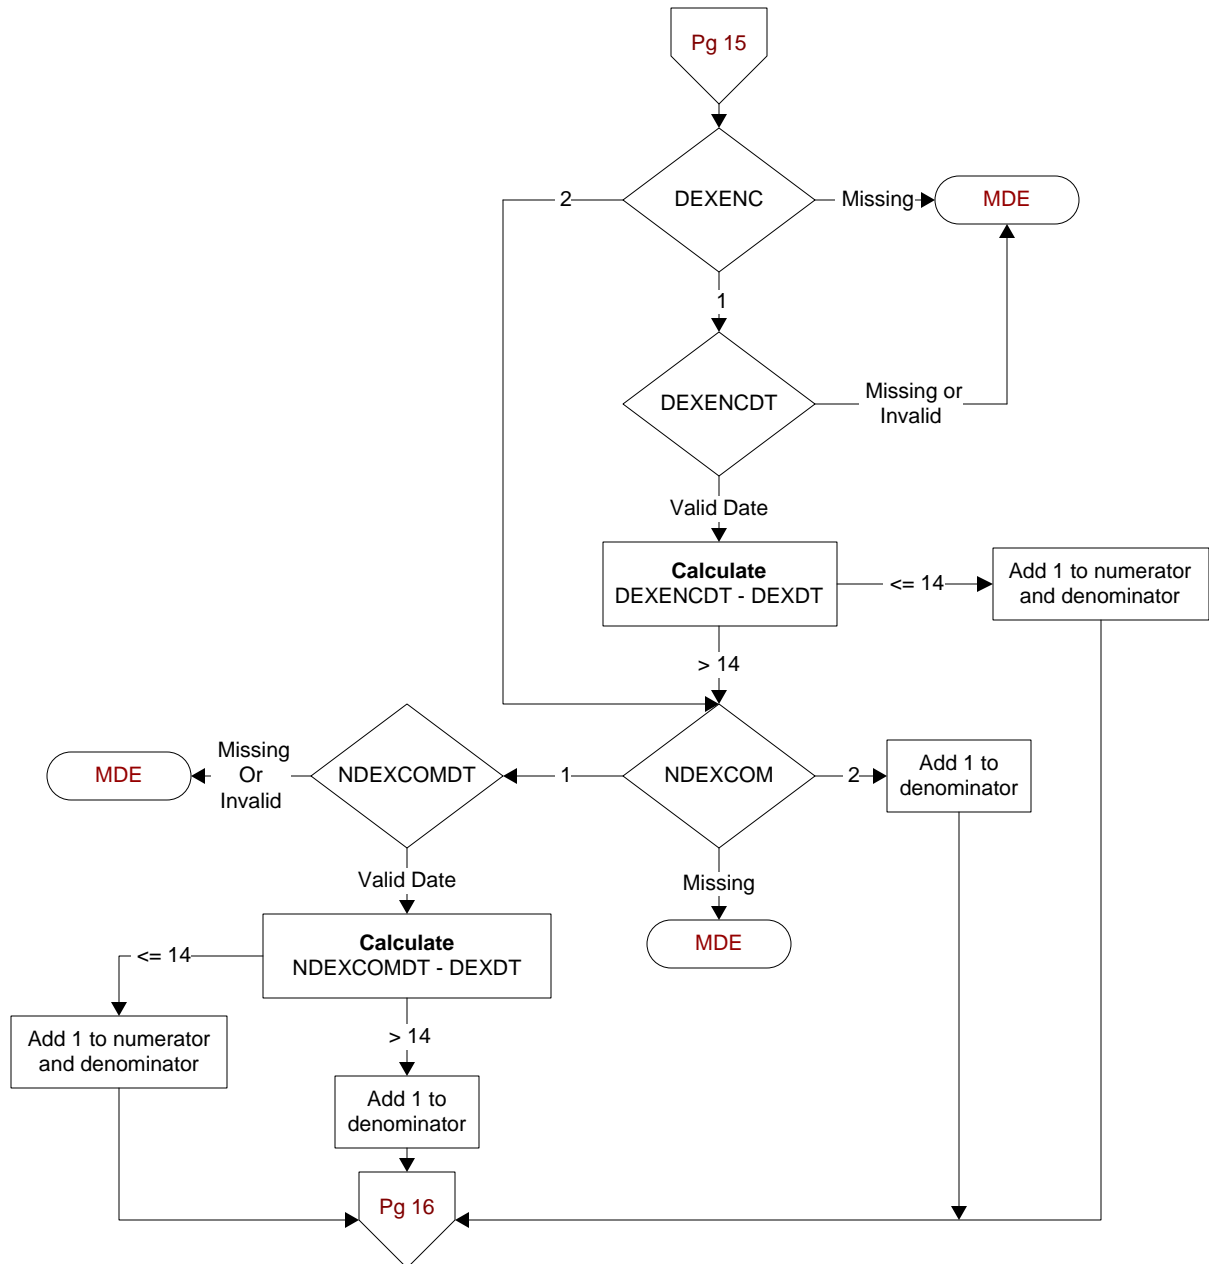 Pg 15
2
DEXENC
Missing
MDE
1
DEXENCDT
Missing or
Invalid
Valid Date
Calculate
DEXENCDT - DEXDT
<= 14
Add 1 to numerator
and denominator
> 14
MDE
Missing
Or
Invalid
NDEXCOMDT
1
NDEXCOM
2
Add 1 to
denominator
Valid Date
Missing
MDE
<= 14
Calculate
NDEXCOMDT - DEXDT
Add 1 to numerator
and denominator
> 14
Add 1 to
denominator
Pg 16